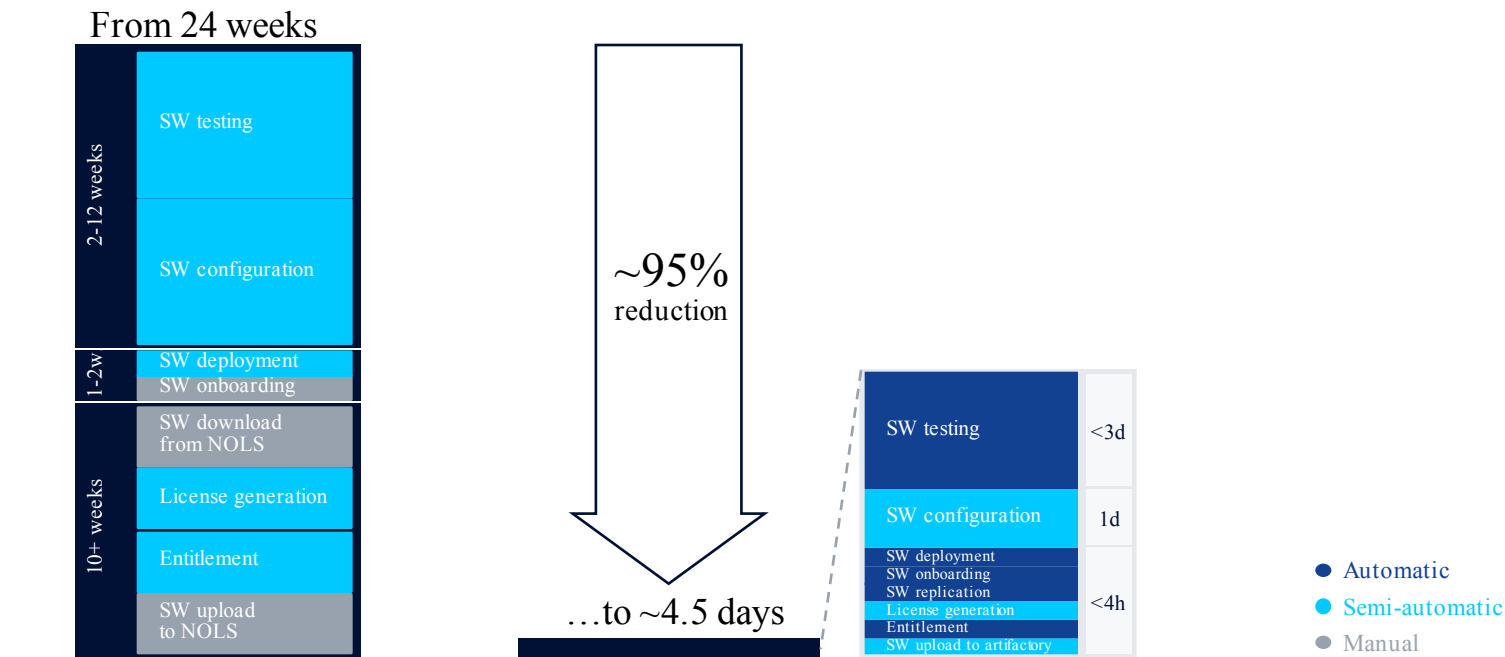 From 24 weeks
2-12 weeks
SW testing
SW configuration
1-2w
SW deployment
SW onboarding
10+ weeks
SW download
from NOLS
License generation
Entitlement
SW upload
to NOLS
~95%
reduction
…to ~4.5 days
SW testing
<3d
SW configuration
1d
SW deployment
SW onboarding
SW replication
License generation
Entitlement
SW upload to artifactory
<4h
Automatic
Semi-automatic
Manual